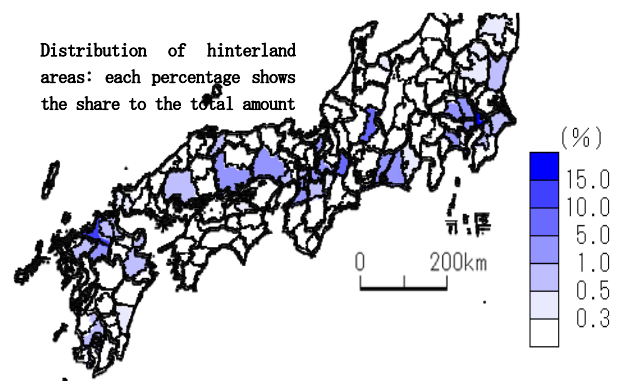 Distribution of hinterland
areas: each percentage shows
the share to the total amount
(%)
15.0
10.0
5.0
1.0
0.5
0.3
0 200km